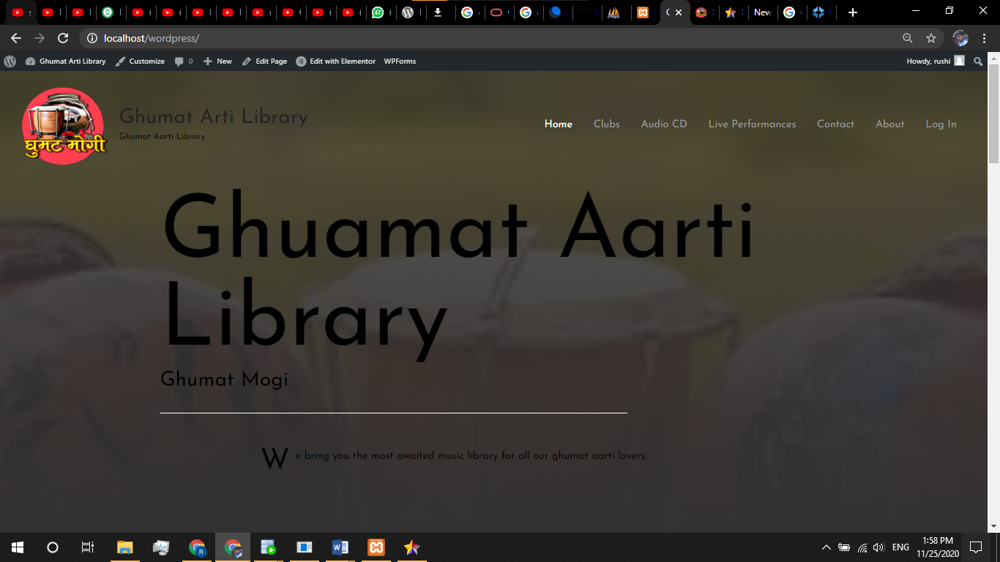 47
New
localhost/wordpress/
Ghumat Arti Library Customize 0 New Edit Page Edit with Elementor WPForms Howdy, rushi
घुमट मोगी
Ghumat Arti Library
Ghumat Aarti Library
Home Clubs Audio CD Live Performances Contact About Log In
Ghuamat Aarti
Library
Ghumat Mogi
We bring you the most awaited music library for all our ghumat aarti lovers.
ENG
1:58 PM
11/25/2020